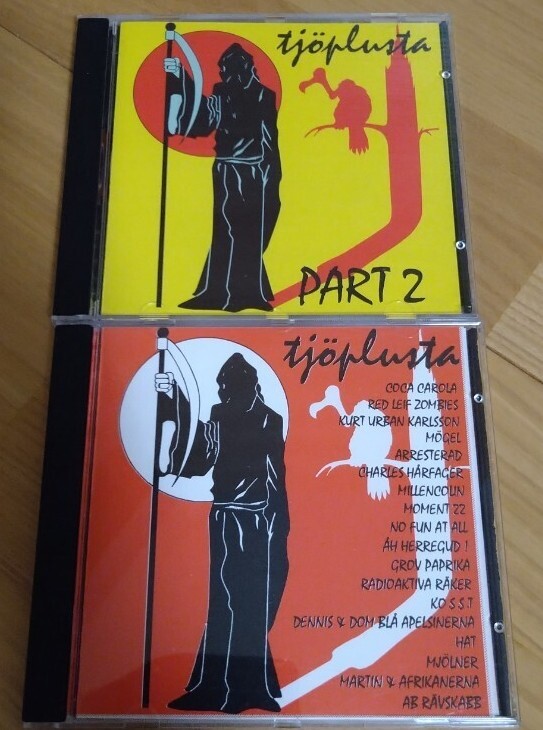 tjöplusta
PART 2
tjöplusta
COCA CAROLA
RED LEIF ZOMBIES
KURT URBAN KARLSSON
MÖGEL
ARRESTERAD
CHARLES HÅRFAGER
MILLENCOLIN
MOMENT 22
NO FUN AT ALL
ÅH HERREGUD !
GROV PAPRIKA
RADIOAKTIVA RÄKER
KO S.S.T
DENNIS & DOM BLÅ APELSINERNA
HAT
MJÖLNER
MARTIN & AFRIKANERNA
AB RÄVSKABB